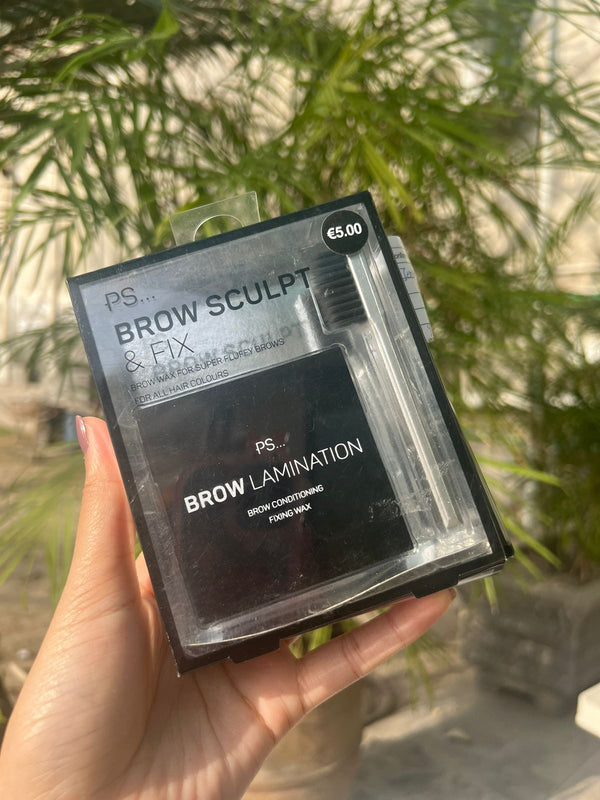 €5.00
PS...
BROW SCULPT
& FIX
BROW WAX FOR SUPER FLUFFY BROWS
FOR ALL HAIR COLOURS
PS...
BROW LAMINATION
BROW CONDITIONING
FIXING WAX